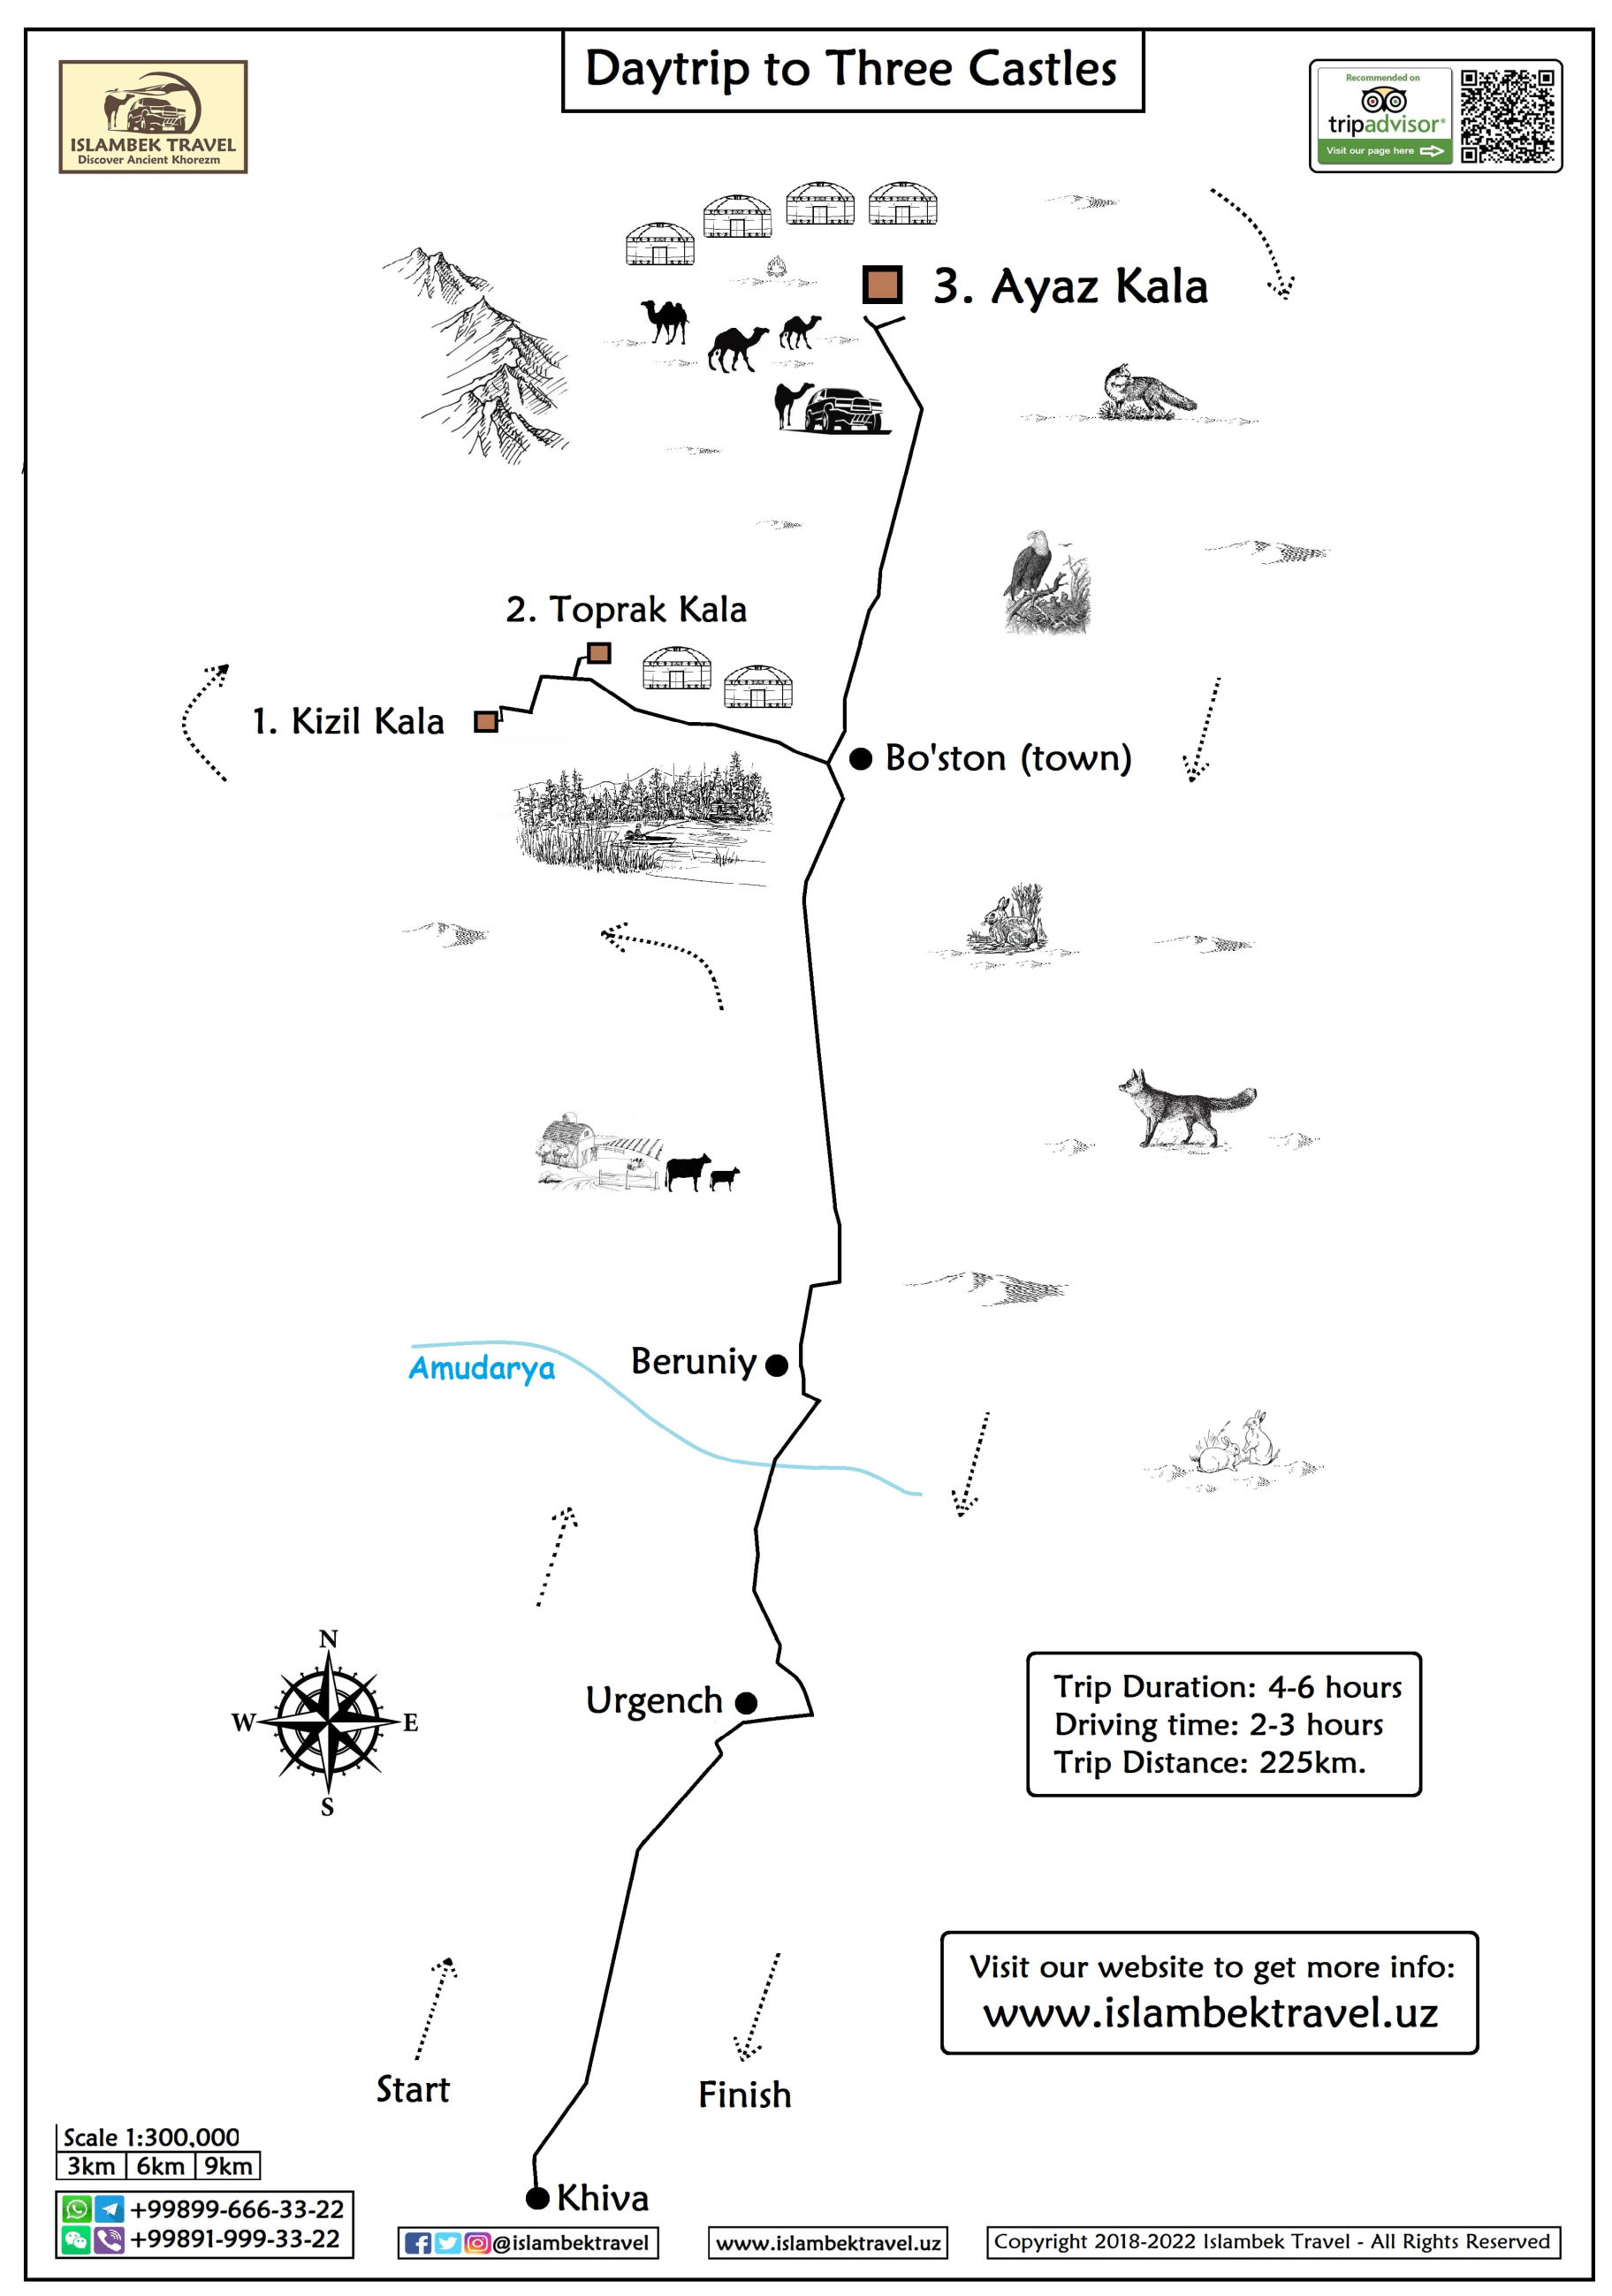 Daytrip to Three Castles
ISLAMBEK TRAVEL
Discover Ancient Khorezm
Recommended on
tripadvisor®
Visit our page here
3. Ayaz Kala
2. Toprak Kala
1. Kizil Kala
Bo'ston (town)
Beruniy
Amudarya
N
W
E
S
Urgench
Trip Duration: 4-6 hours
Driving time: 2-3 hours
Trip Distance: 225km.
Visit our website to get more info:
www.islambektravel.uz
Start
Finish
Scale 1:300,000
3km 6km 9km
Khiva
+99899-666-33-22
+99891-999-33-22
@islambektravel
www.islambektravel.uz
Copyright 2018-2022 Islambek Travel - All Rights Reserved